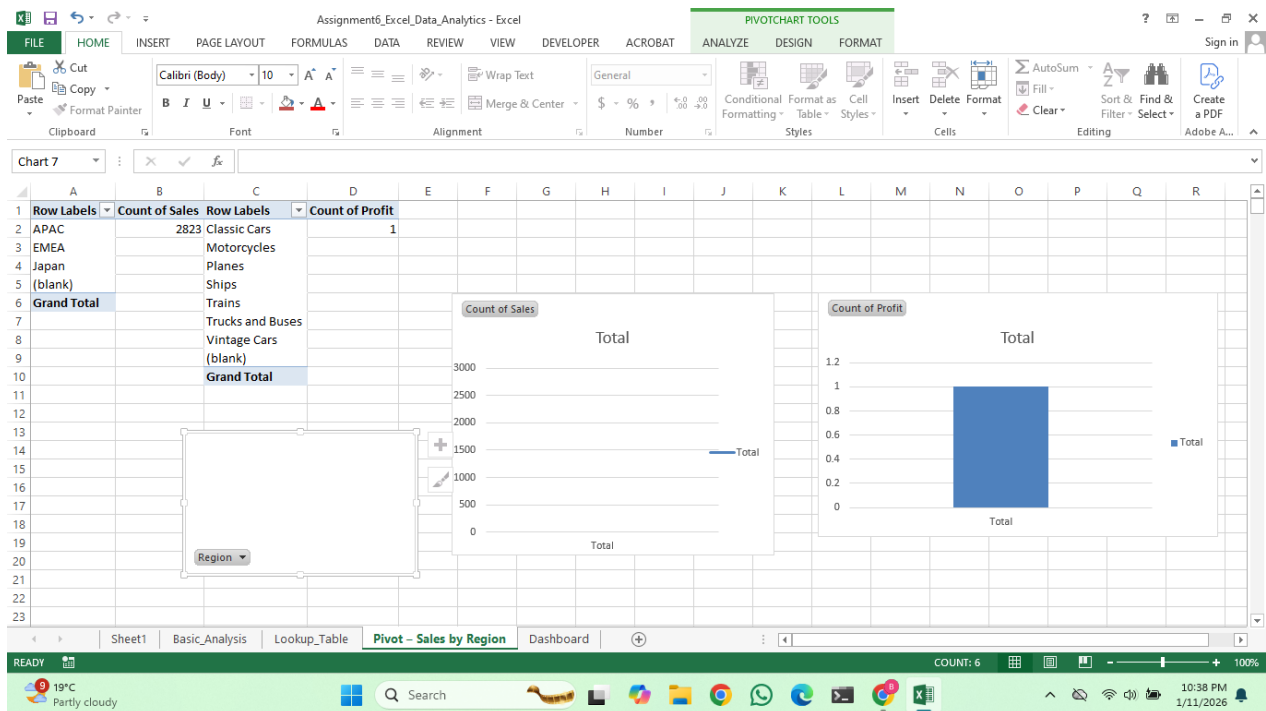 Assignment6_Excel_Data_Analytics - Excel
PIVOTCHART TOOLS
?
FILE HOME INSERT PAGE LAYOUT FORMULAS DATA REVIEW VIEW DEVELOPER ACROBAT ANALYZE DESIGN FORMAT Sign in
Cut
Copy
Format Painter
Paste
Clipboard
Calibri (Body) 10 A A
B I U A
Font
Wrap Text
Merge & Center
Alignment
General
$ % , .0 .00 .00 .0
Number
Conditional Formatting
Format as Table
Cell Styles
Styles
Insert Delete Format
Cells
AutoSum
Fill
Clear
Sort & Filter
Find & Select
Editing
Create a PDF
Adobe A...
Chart 7 fx
A B C D E F G H I J K L M N O P Q R
1 Row Labels Count of Sales Row Labels Count of Profit
2 APAC 2823 Classic Cars 1
3 EMEA Motorcycles
4 Japan Planes
5 (blank) Ships
6 Grand Total Trains
7 Trucks and Buses
8 Vintage Cars
9 (blank)
10 Grand Total
11
12
13
14
15
16
17
18
19
20
21
22
23
Region
Count of Sales
Total
3000
2500
2000
1500
1000
500
0
Total
Total
Count of Profit
Total
1.2
1
0.8
0.6
0.4
0.2
0
Total
Total
Sheet1 Basic_Analysis Lookup_Table Pivot – Sales by Region Dashboard
READY COUNT: 6 100%
9
19°C
Partly cloudy
Search
10:38 PM
1/11/2026